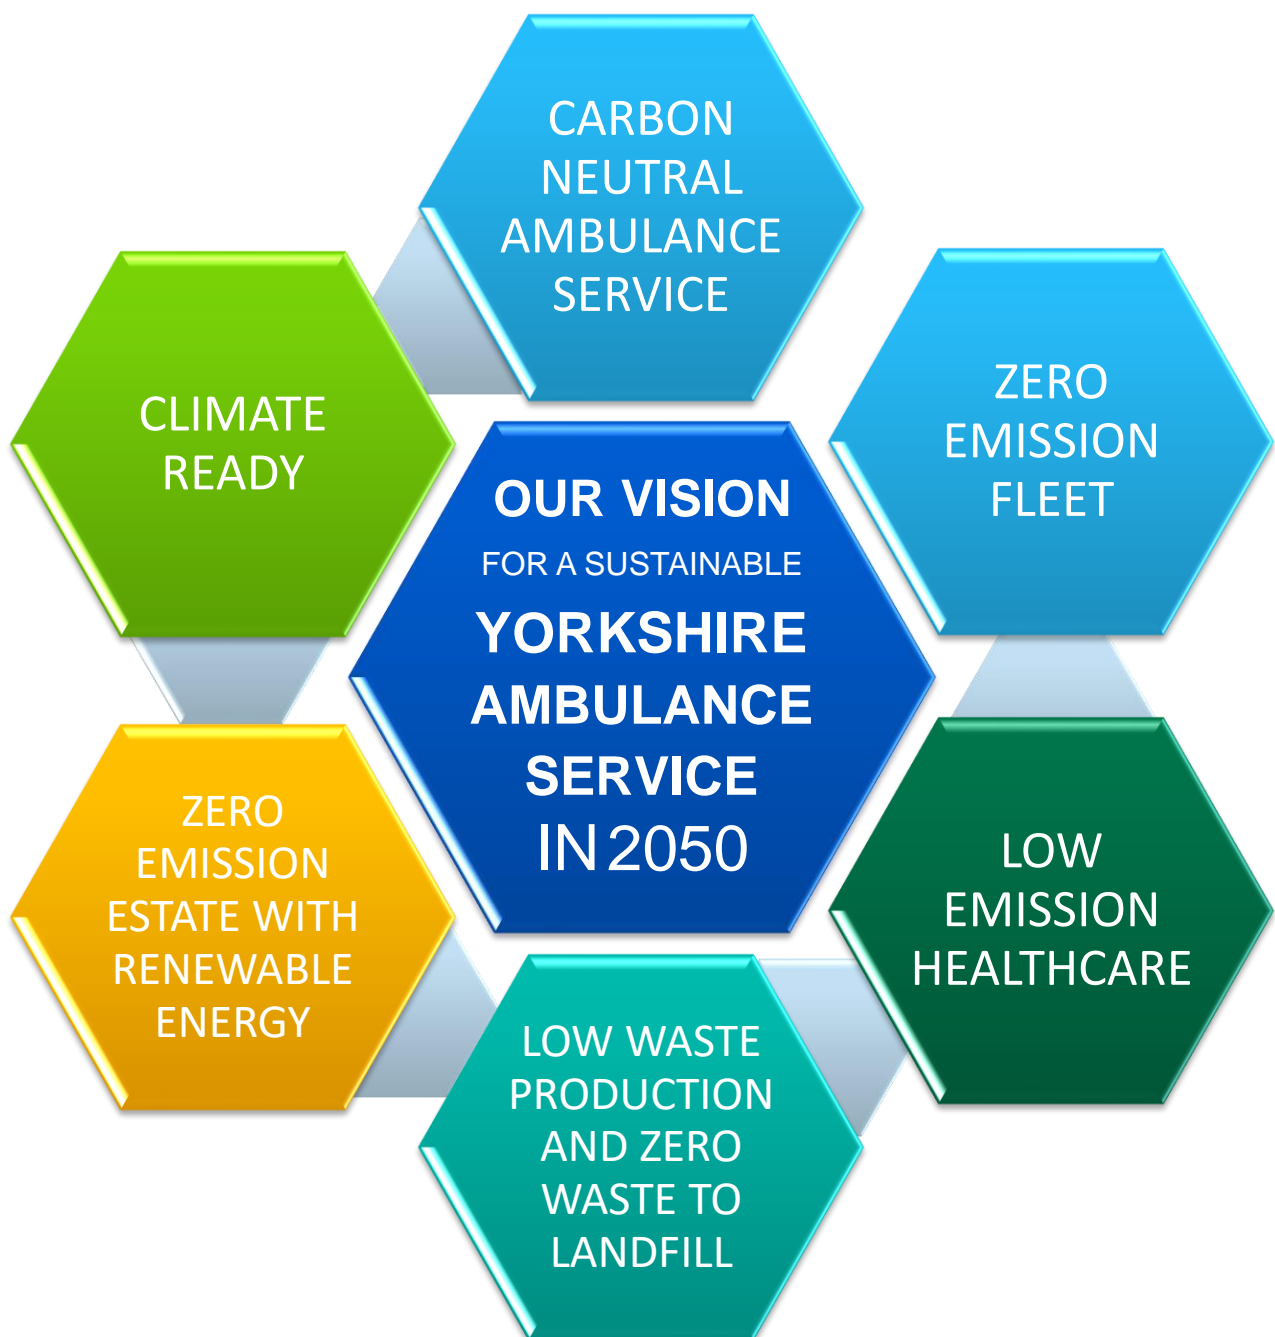 CARBON
NEUTRAL
AMBULANCE
SERVICE
ZERO
EMISSION
FLEET
CLIMATE
READY
OUR VISION
FOR A SUSTAINABLE
YORKSHIRE
AMBULANCE
SERVICE
IN 2050
LOW
EMISSION
HEALTHCARE
ZERO
EMISSION
ESTATE WITH
RENEWABLE
ENERGY
LOW WASTE
PRODUCTION
AND ZERO
WASTE TO
LANDFILL